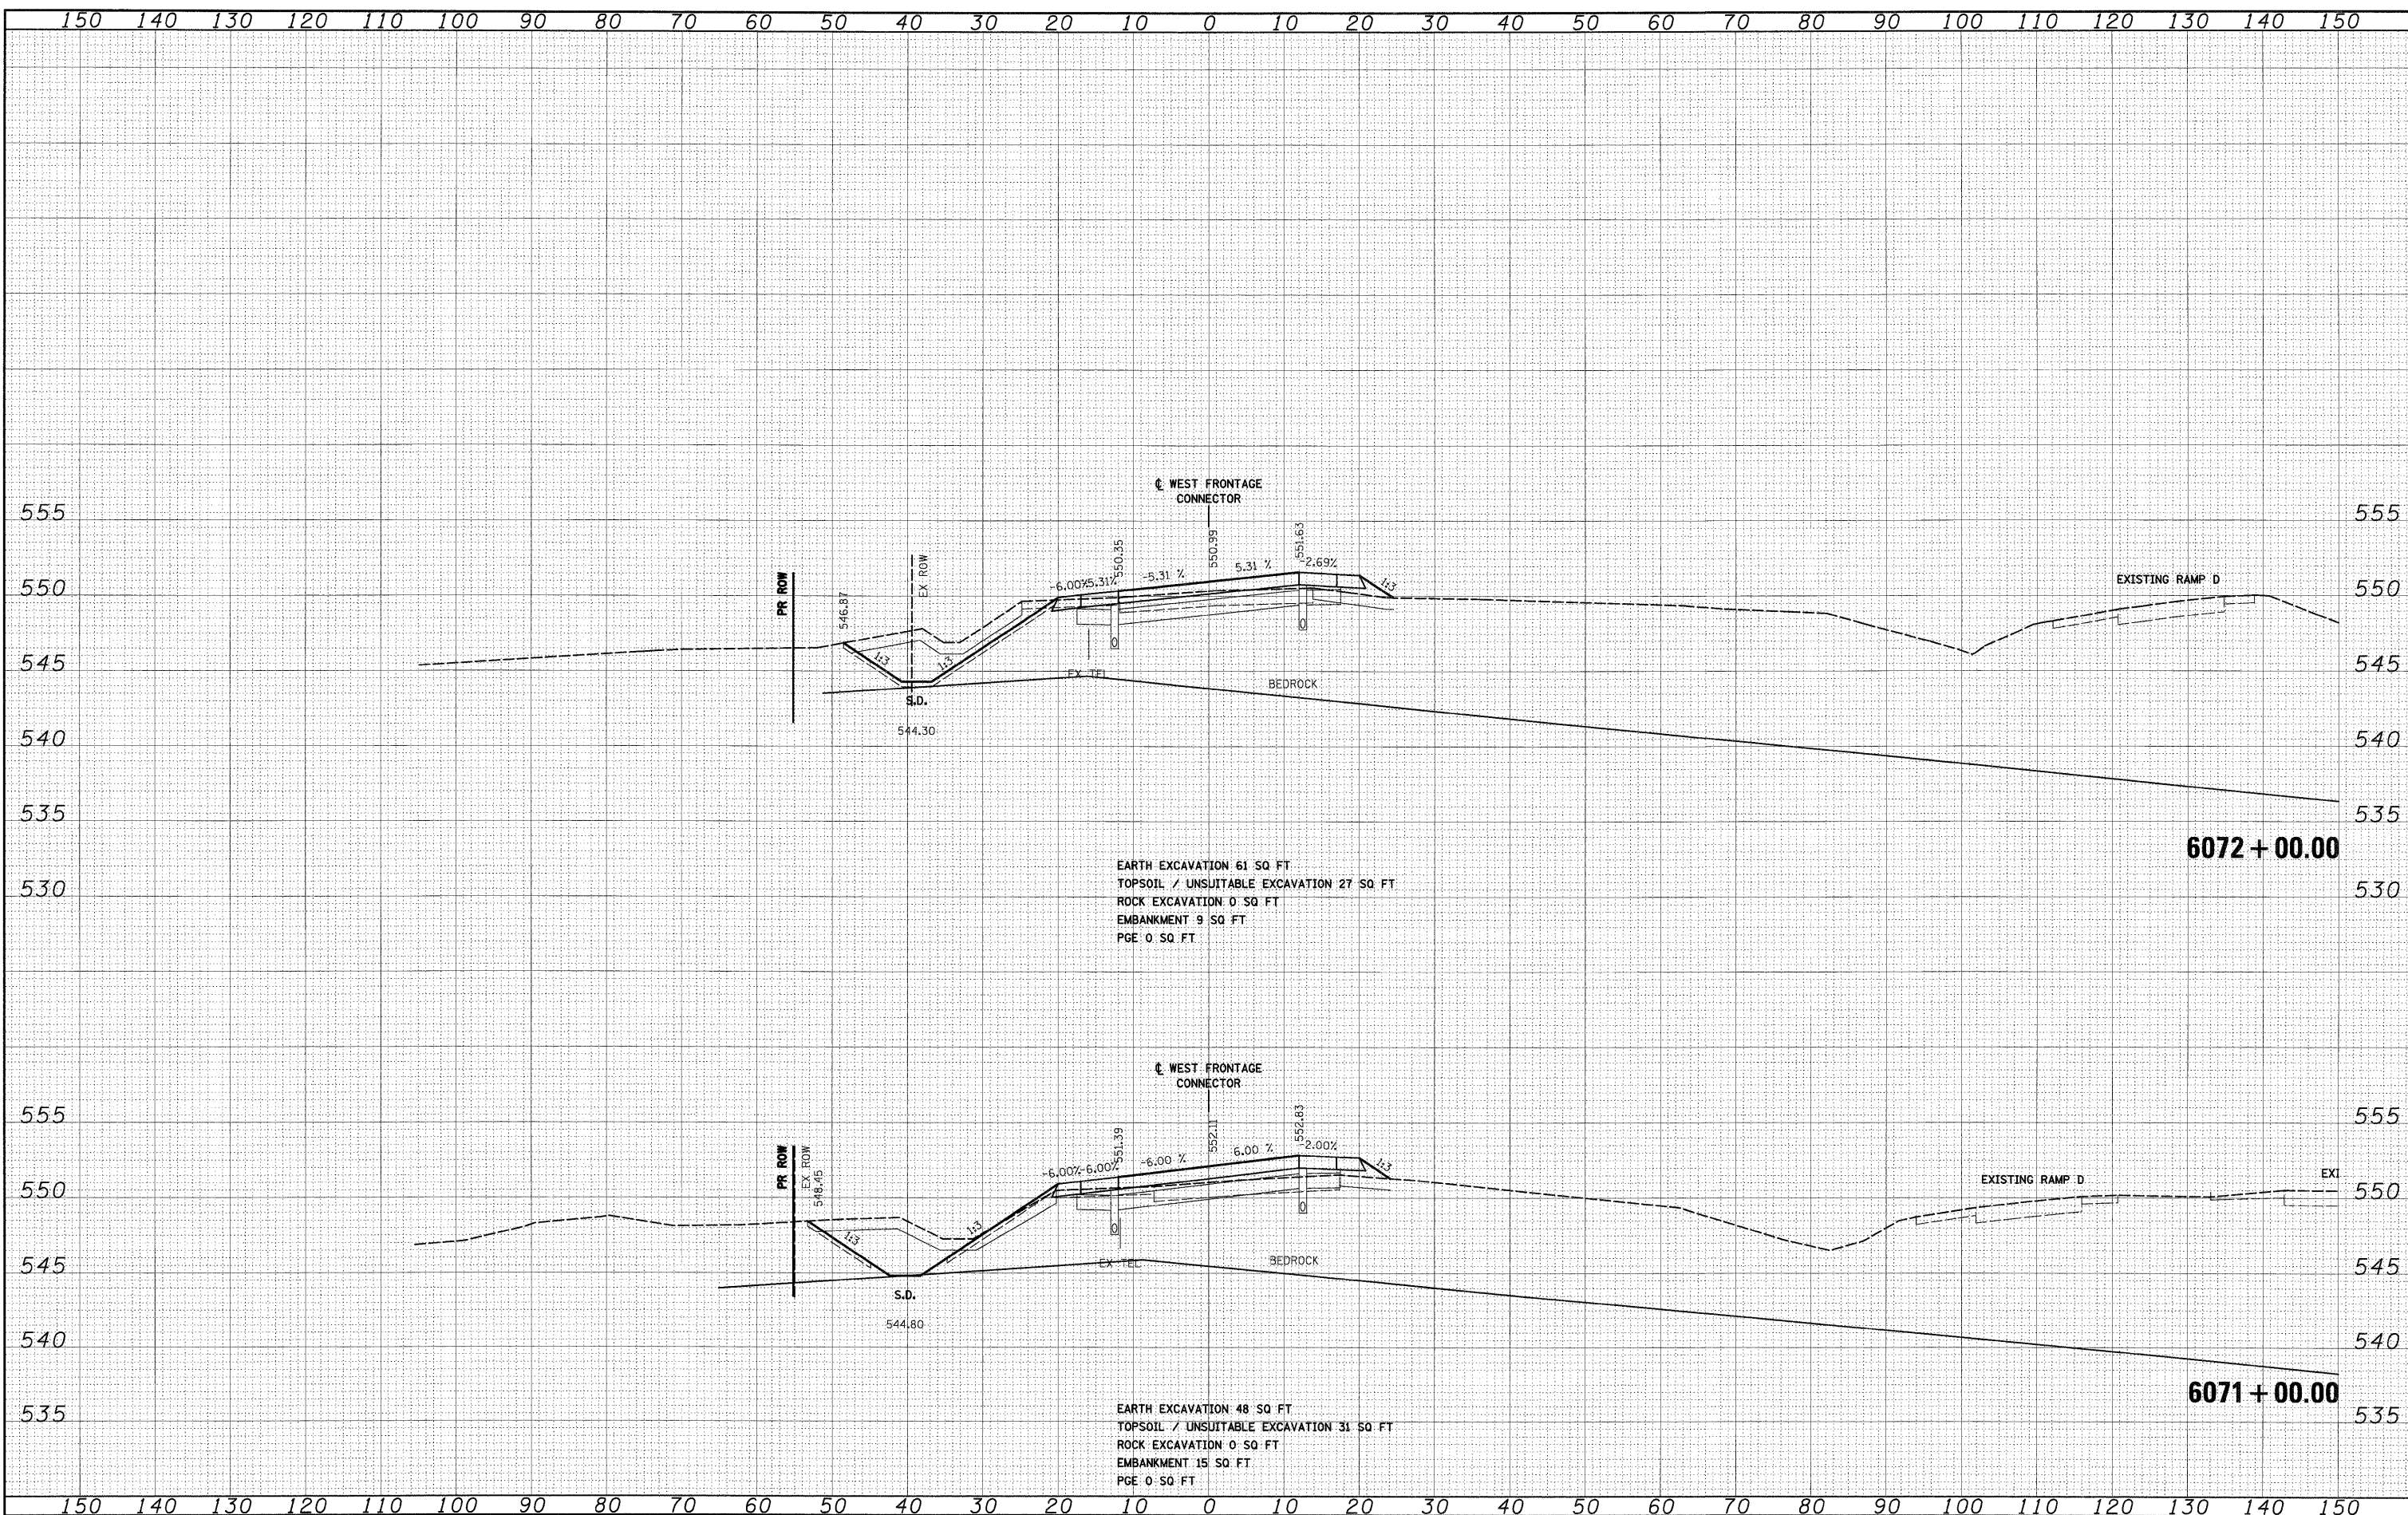 150 140 130 120 110 100 90 80 70 60 50 40 30 20 10 0 10 20 30 40 50 60 70 80 90 100 110 120 130 140 150
℄ WEST FRONTAGE
CONNECTOR
555 555
550.35
550.99
551.63
-6.00% -5.31% -5.31 % 5.31 % -2.69%
1:3
PR ROW
546.87
EX ROW
550 550
EXISTING RAMP D
1:3 1:3
545 545
EX TEL
BEDROCK
S.D.
544.30
540 540
535 535
6072 + 00.00
EARTH EXCAVATION 61 SQ FT
TOPSOIL / UNSUITABLE EXCAVATION 27 SQ FT
530 530
ROCK EXCAVATION 0 SQ FT
EMBANKMENT 9 SQ FT
PGE 0 SQ FT
℄ WEST FRONTAGE
CONNECTOR
555 555
551.39
552.11
552.83
-6.00% -6.00% -6.00 % 6.00 % -2.00%
1:3
PR ROW
EX ROW
548.45
550 550
EXISTING RAMP D
EXI
1:3 1:3
545 545
EX TEL
BEDROCK
S.D.
544.80
540 540
6071 + 00.00
535 535
EARTH EXCAVATION 48 SQ FT
TOPSOIL / UNSUITABLE EXCAVATION 31 SQ FT
ROCK EXCAVATION 0 SQ FT
EMBANKMENT 15 SQ FT
PGE 0 SQ FT
150 140 130 120 110 100 90 80 70 60 50 40 30 20 10 0 10 20 30 40 50 60 70 80 90 100 110 120 130 140 150